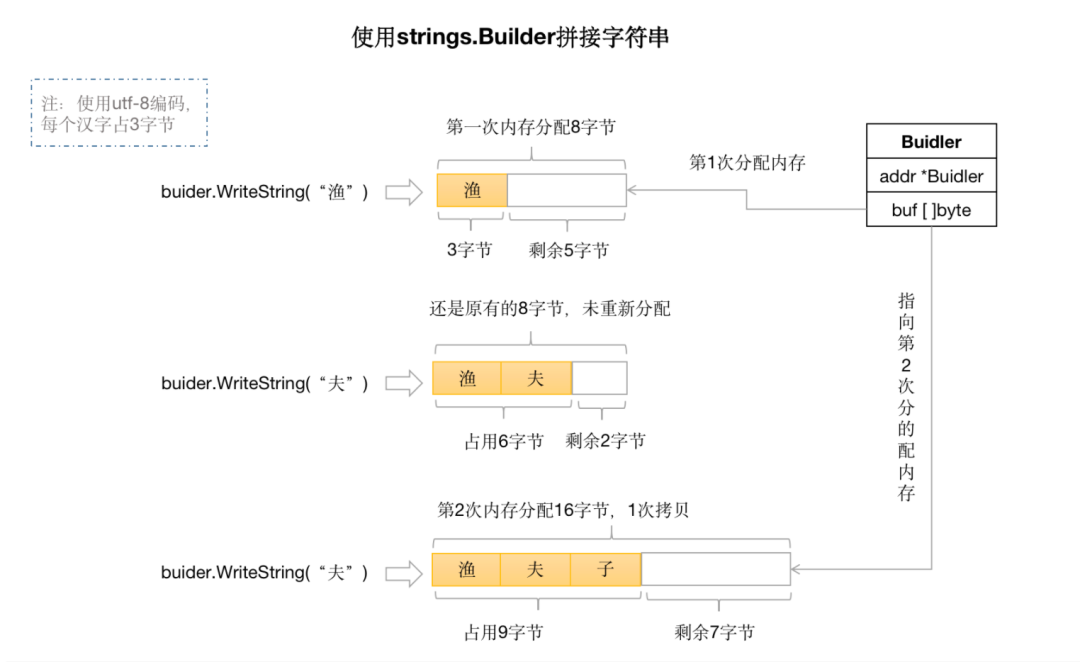 使用strings.Builder拼接字符串
注：使用utf-8编码，
每个汉字占3字节
第一次内存分配8字节
第1次分配内存
Buidler
addr *Buidler
buf [ ]byte
buider.WriteString(“渔”)
渔
3字节
剩余5字节
还是原有的8字节，未重新分配
指向第2次分的配内存
buider.WriteString(“夫”)
渔 夫
占用6字节
剩余2字节
第2次内存分配16字节，1次拷贝
buider.WriteString(“夫”)
渔 夫 子
占用9字节
剩余7字节